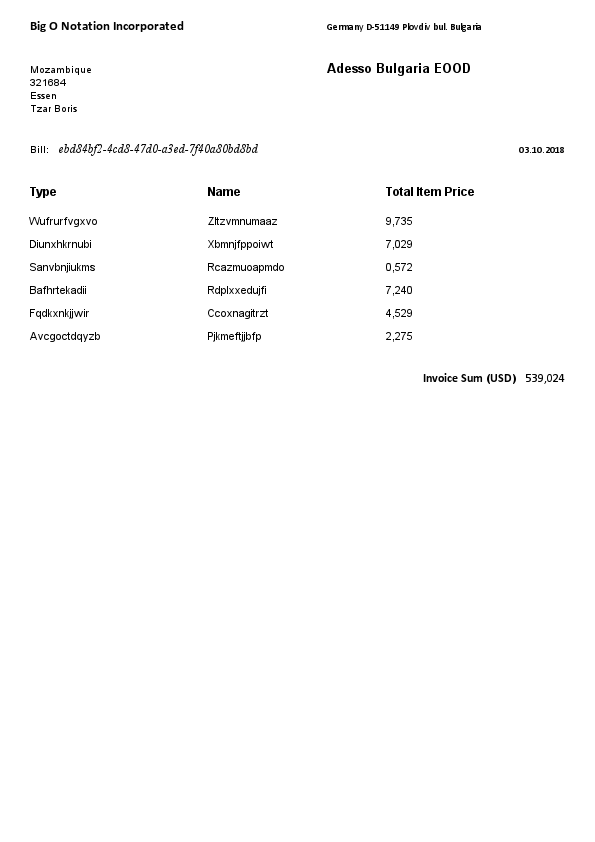 Big O Notation Incorporated
Germany D-51149 Plovdiv bul. Bulgaria
Mozambique
321684
Essen
Tzar Boris
Adesso Bulgaria EOOD
Bill: ebd84bf2-4cd8-47d0-a3ed-7f40a80bd8bd 03.10.2018
Type Name Total Item Price
Wufrurfvgxvo Zltzvmnumaaz 9,735
Diunxhkrnubi Xbmnjfppoiwt 7,029
Sanvbnjiukms Rcazmuoapmdo 0,572
Bafhrtekadii Rdplxxedujfi 7,240
Fqdkxnkjjwir Ccoxnagitrzt 4,529
Avcgoctdqyzb Pjkmeftjjbfp 2,275
Invoice Sum (USD) 539,024